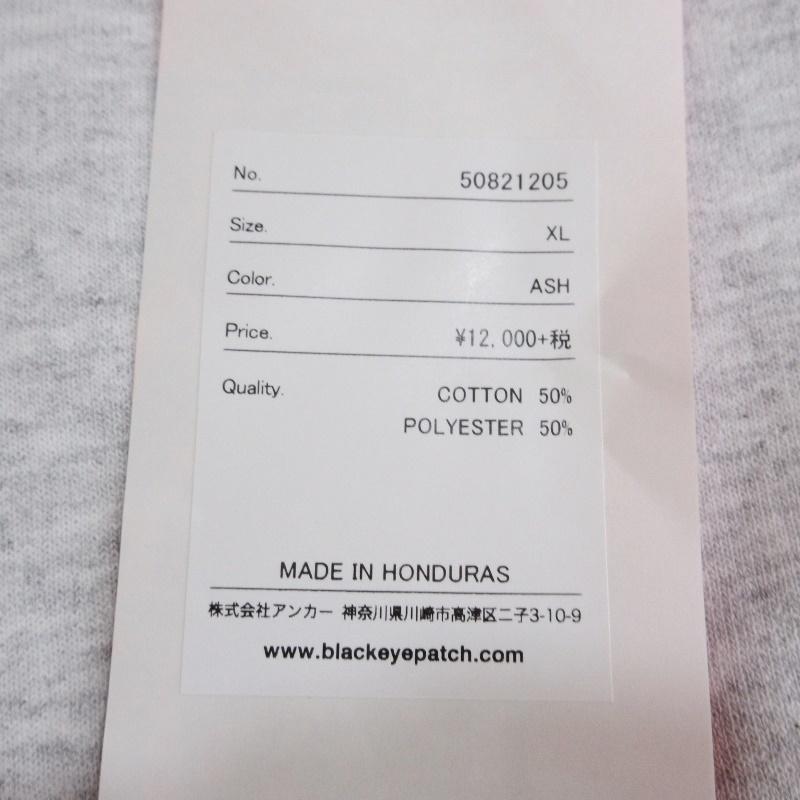 No. 50821205
Size. XL
Color. ASH
Price. ¥12,000+税
Quality. COTTON 50%
POLYESTER 50%
MADE IN HONDURAS
株式会社アンカー 神奈川県川崎市高津区二子3-10-9
www.blackeyepatch.com